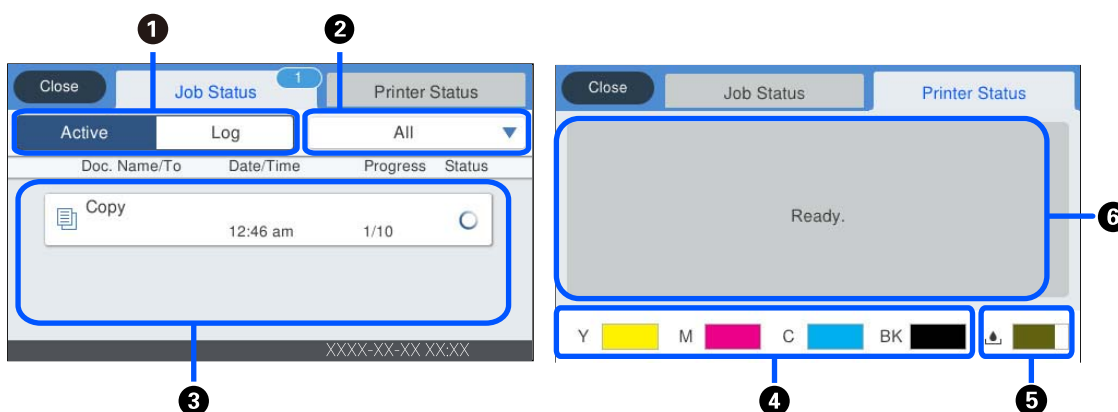 1 2
Close Job Status 1 Printer Status
Active Log All
Doc. Name/To Date/Time Progress Status
Copy
12:46 am 1/10
XXXX-XX-XX XX:XX
3
Close Job Status Printer Status
Ready.
6
Y M C BK
4 5